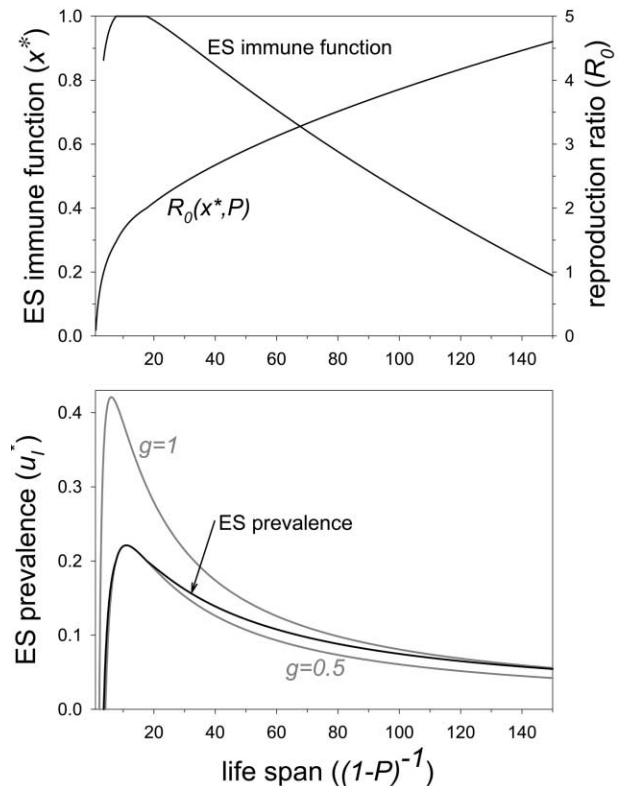 ES immune function (x*)
1.0
0.8
0.6
0.4
0.2
0.0
ES immune function
R0(x*,P)
5
4
3
2
1
0
reproduction ratio (R0)
20 40 60 80 100 120 140
ES prevalence (uI*)
0.4
0.3
0.2
0.1
0.0
g=1
ES prevalence
g=0.5
20 40 60 80 100 120 140
life span ((1-P)-1)